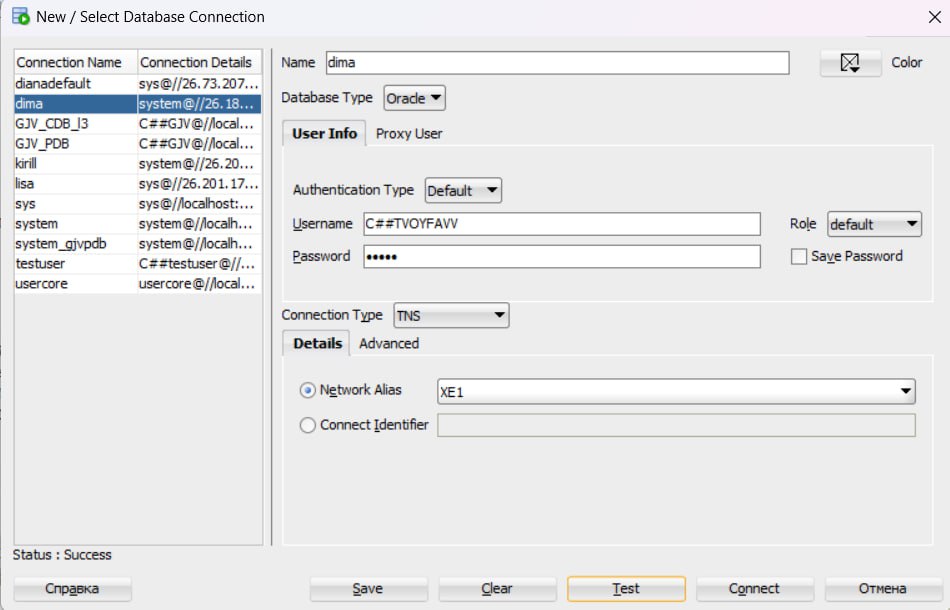 New / Select Database Connection
Connection Name Connection Details
dianadefault sys@//26.73.207...
dima system@//26.18...
GJV_CDB_l3 C##GJV@//local...
GJV_PDB C##GJV@//local...
kirill system@//26.20...
lisa sys@//26.201.17...
sys sys@//localhost:...
system system@//localh...
system_gjvpdb system@//localh...
testuser C##testuser@//...
usercore usercore@//local...
Status : Success
Name dima Color
Database Type Oracle
User Info Proxy User
Authentication Type Default
Username C##TVOYFAVV Role default
Password ••••• Save Password
Connection Type TNS
Details Advanced
Network Alias XE1
Connect Identifier
Справка Save Clear Test Connect Отмена